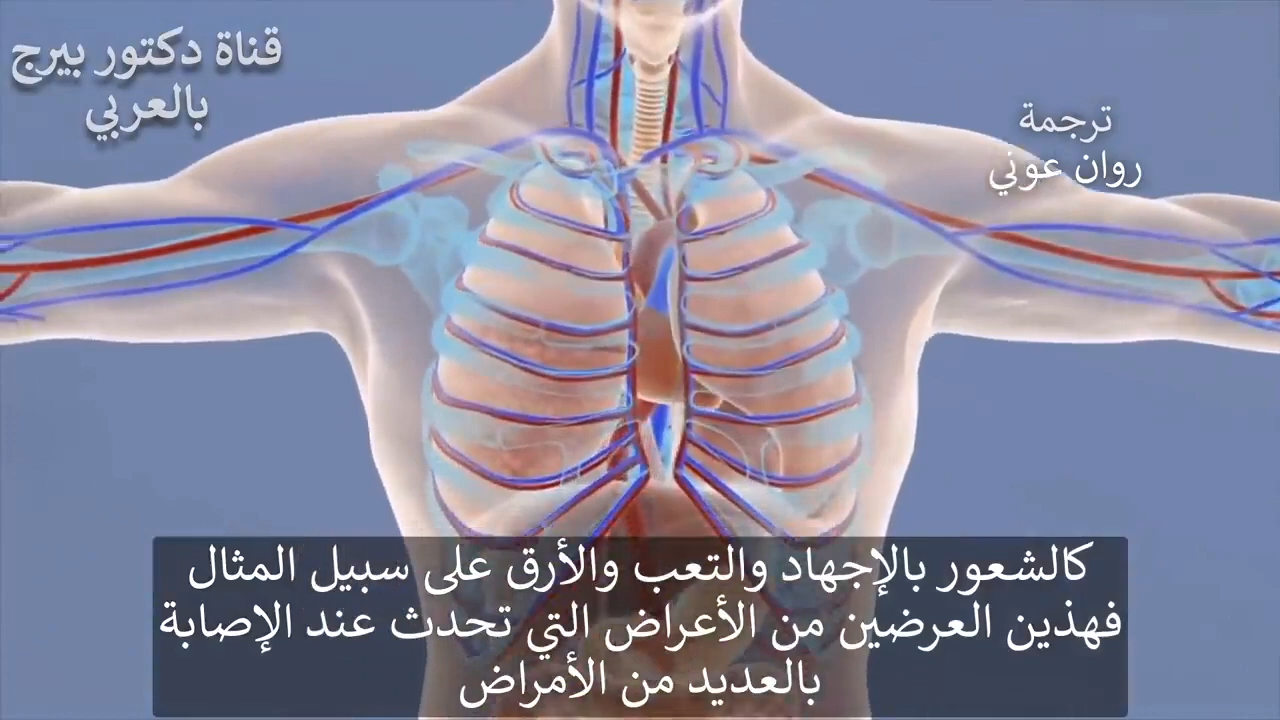 قناة دكتور بيرج
بالعربي
ترجمة
روان عوني
كالشعور بالإجهاد والتعب والأرق على سبيل المثال
فهذين العرضين من الأعراض التي تحدث عند الإصابة
بالعديد من الأمراض